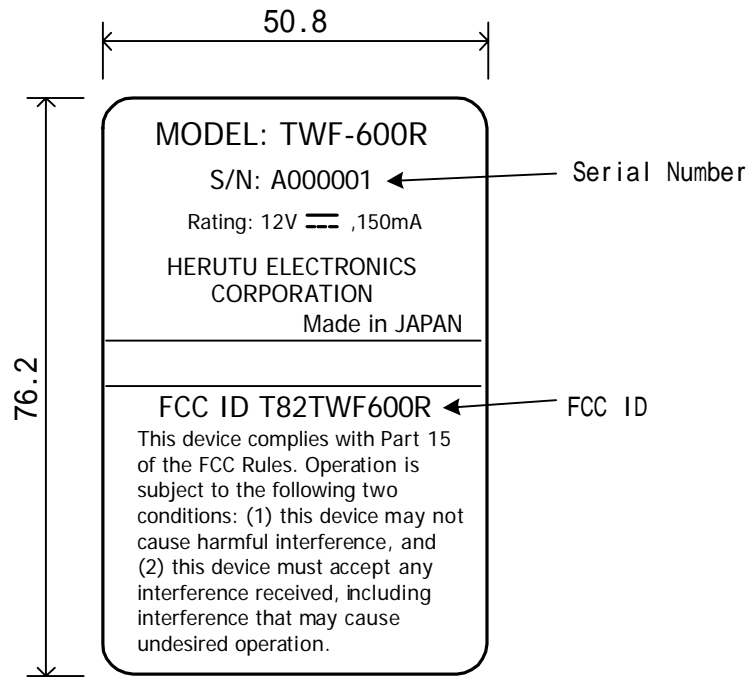 50.8
MODEL: TWF-600R
S/N: A000001
Serial Number
Rating: 12V ⎓ ,150mA
HERUTU ELECTRONICS
CORPORATION
Made in JAPAN
76.2
FCC ID T82TWF600R
FCC ID
This device complies with Part 15
of the FCC Rules. Operation is
subject to the following two
conditions: (1) this device may not
cause harmful interference, and
(2) this device must accept any
interference received, including
interference that may cause
undesired operation.